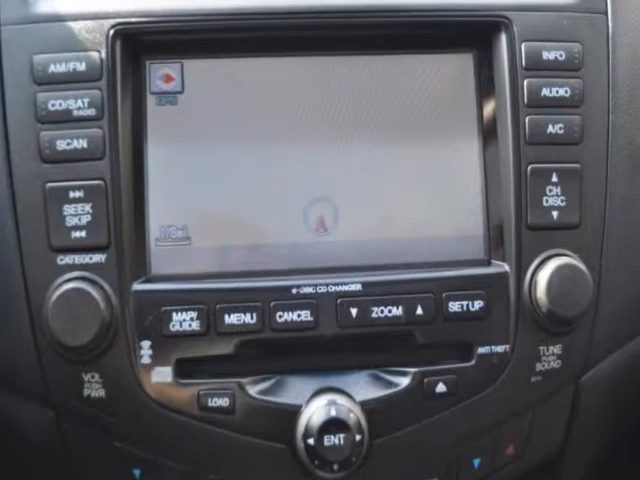 AM/FM
CD/SAT
RADIO
SCAN
SEEK
SKIP
CATEGORY
VOL
PUSH
PWR
GPS
INFO
AUDIO
A/C
CH
DISC
6-DISC CD CHANGER
MAP/
GUIDE
MENU
CANCEL
ZOOM
SET UP
ANTI THEFT
LOAD
ENT
TUNE
PUSH
SOUND